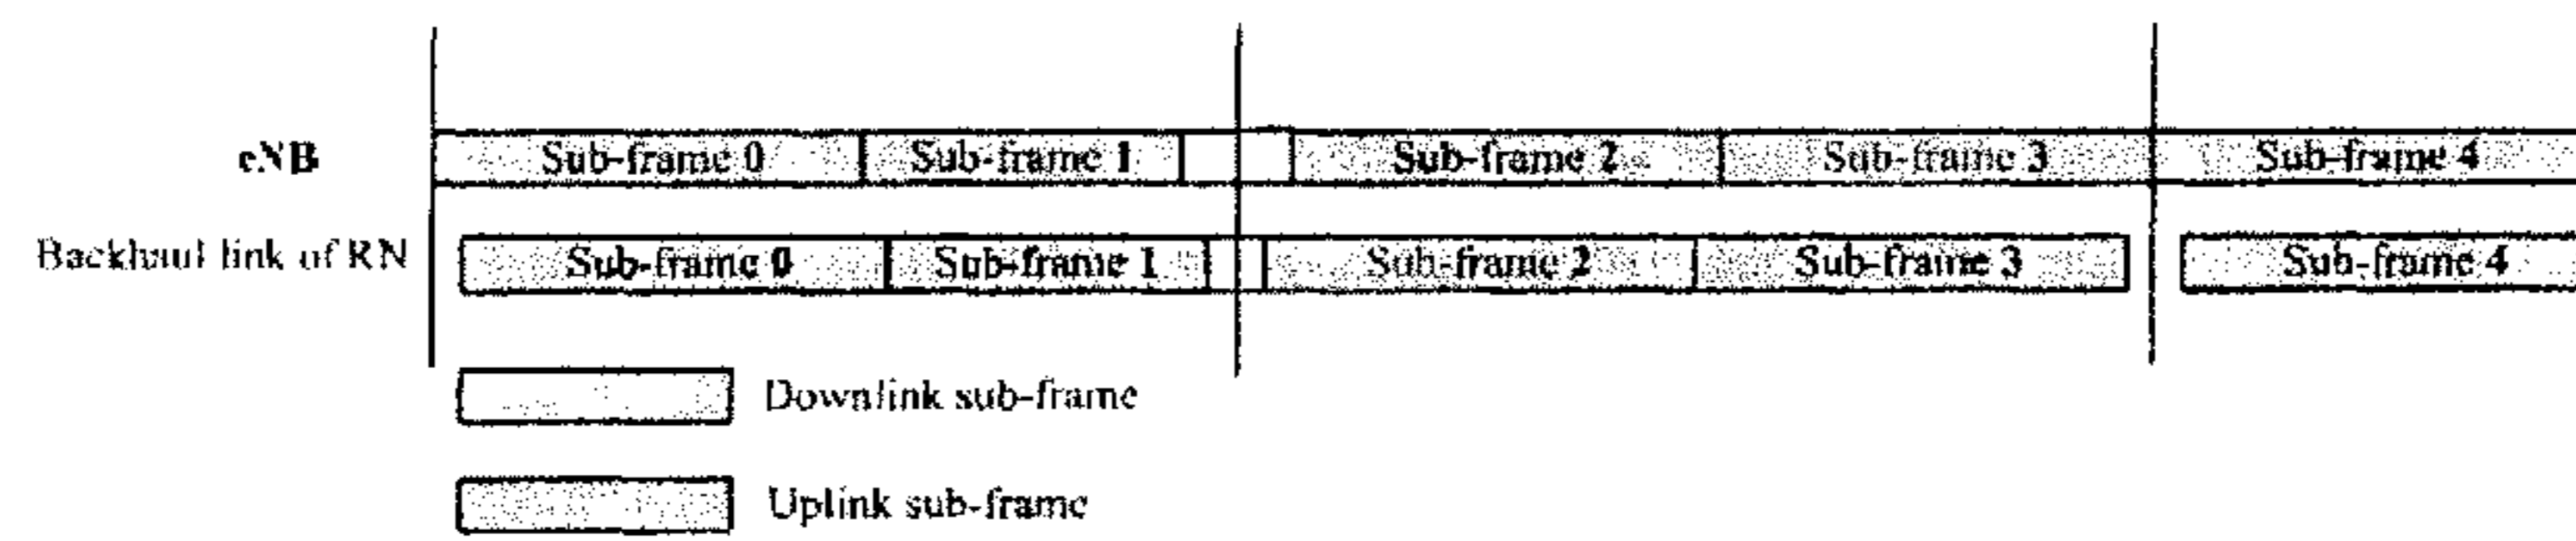 eNB Sub-frame 0 Sub-frame 1 Sub-frame 2 Sub-frame 3 Sub-frame 4
Backhaul link of RN Sub-frame 0 Sub-frame 1 Sub-frame 2 Sub-frame 3 Sub-frame 4
Downlink sub-frame
Uplink sub-frame